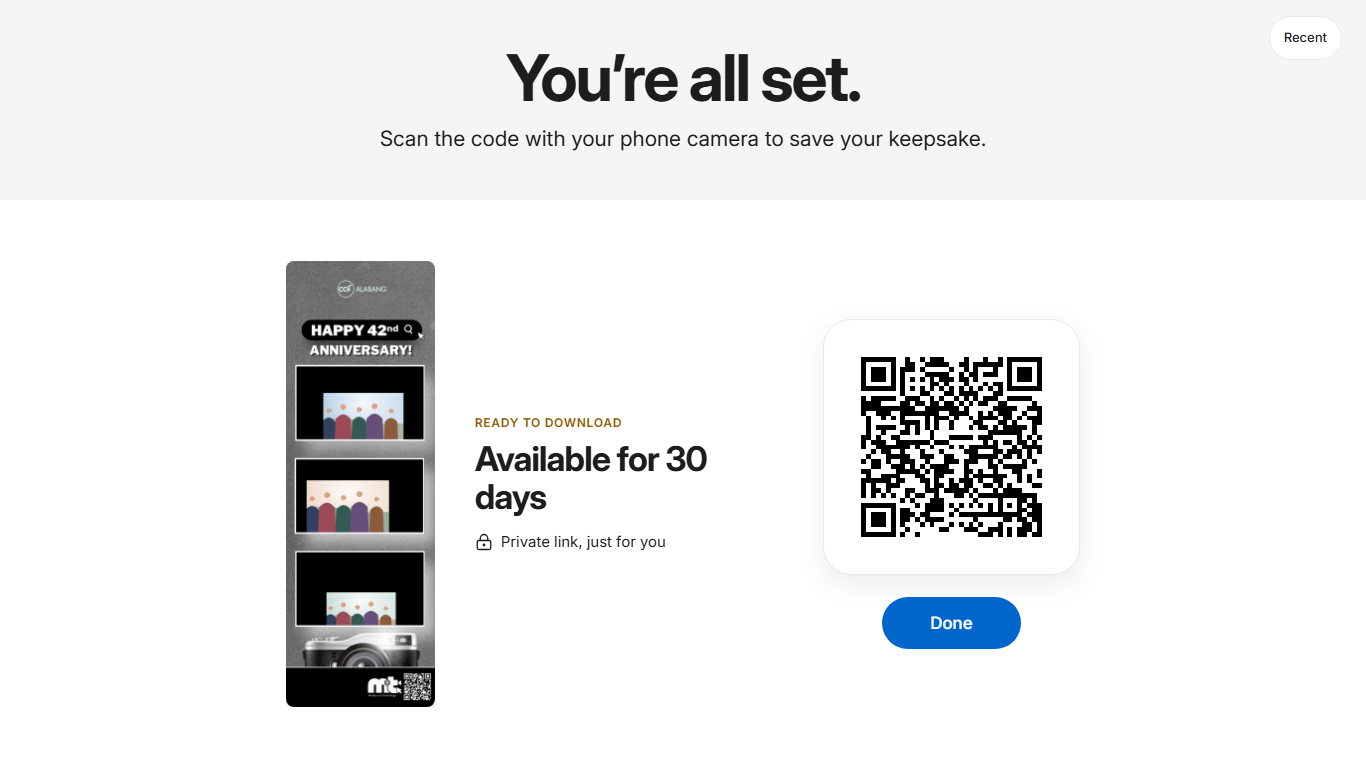 Recent
You’re all set.
Scan the code with your phone camera to save your keepsake.
CCF ALABANG
HAPPY 42nd
ANNIVERSARY!
READY TO DOWNLOAD
Available for 30
days
Private link, just for you
Done